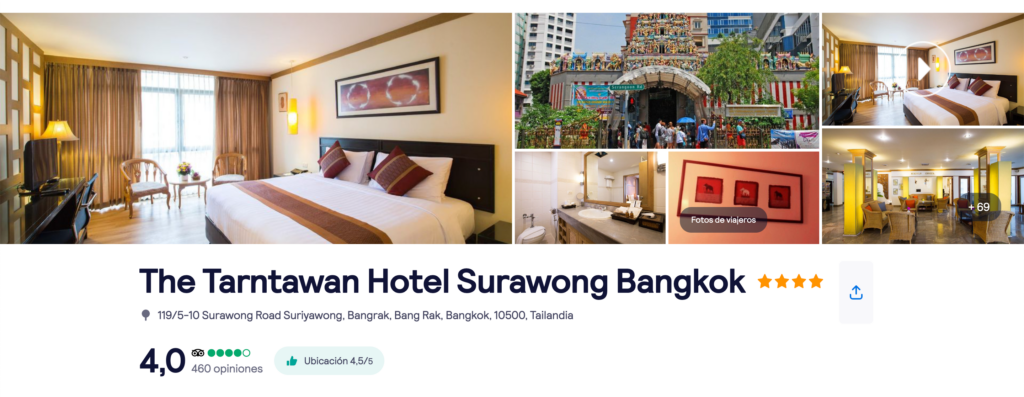 Fotos de viajeros
+ 69
The Tarntawan Hotel Surawong Bangkok
119/5-10 Surawong Road Suriyawong, Bangrak, Bang Rak, Bangkok, 10500, Tailandia
4,0
460 opiniones
Ubicación 4,5/5